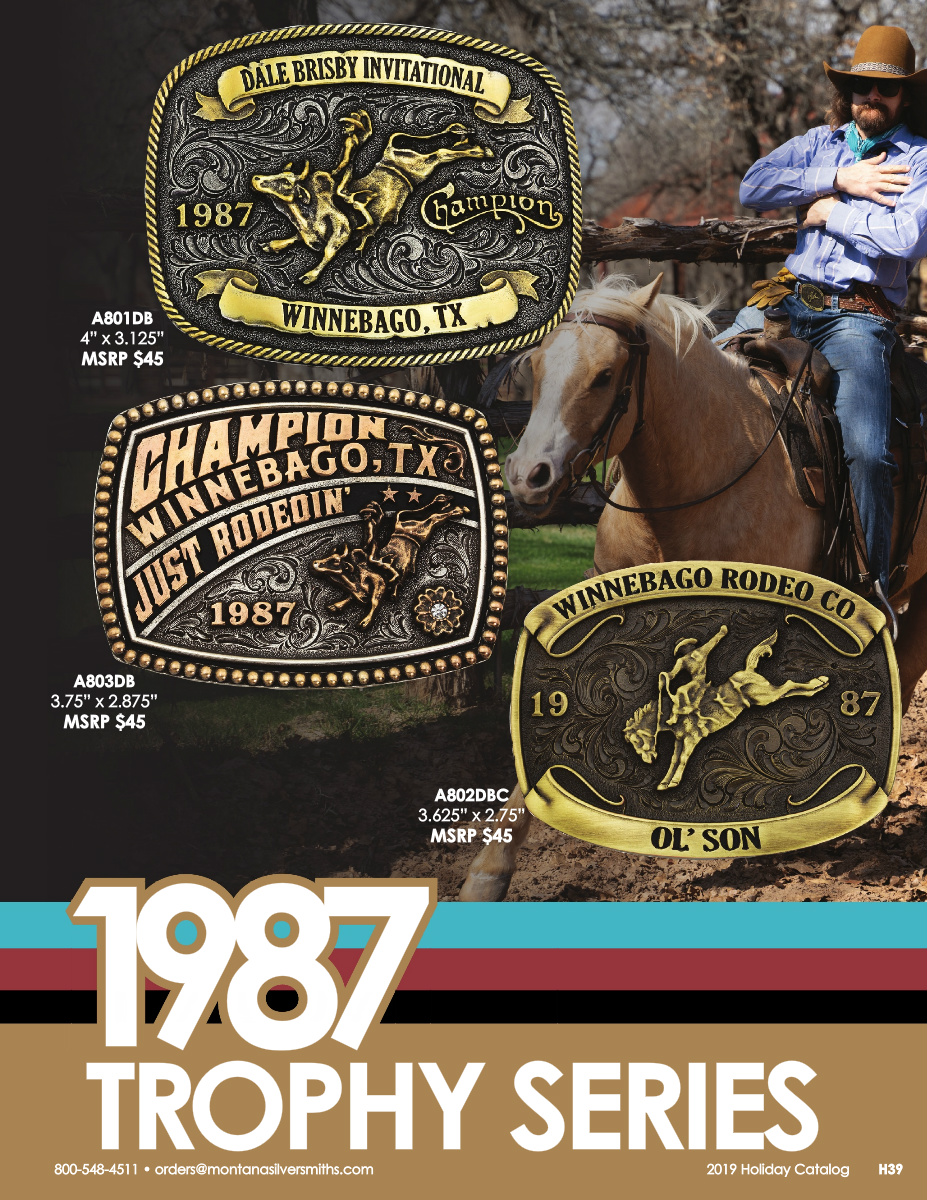 DALE BRISBY INVITATIONAL
1987
Champion
WINNEBAGO, TX
A801DB
4” x 3.125”
MSRP $45
CHAMPION
WINNEBAGO, TX
JUST RODEOIN’
1987
A803DB
3.75” x 2.875”
MSRP $45
WINNEBAGO RODEO CO
19 87
OL’ SON
A802DBC
3.625” x 2.75”
MSRP $45
1987
TROPHY SERIES
800-548-4511 • orders@montanasilversmiths.com
2019 Holiday Catalog H39